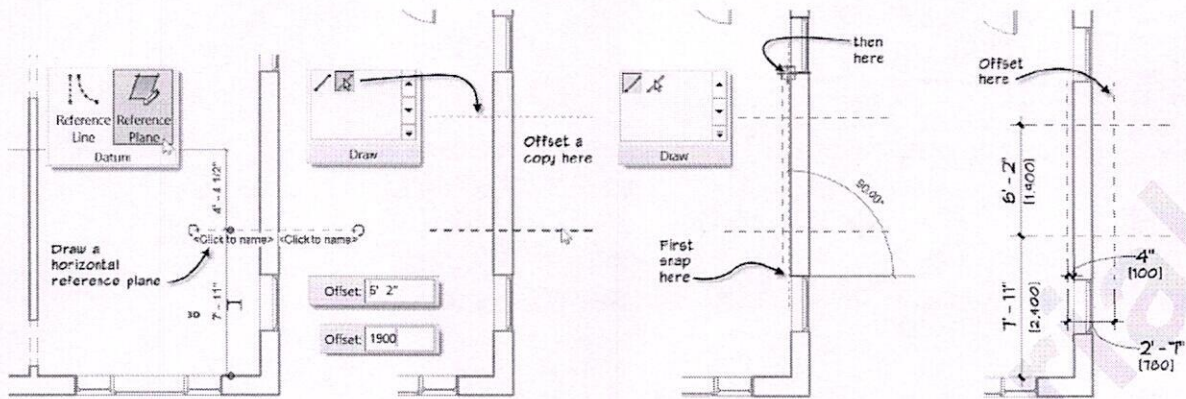 Reference
Line
Reference
Plane
Datum
4' - 4 1/2"
<Click to name>
<Click to name>
Draw a
horizontal
reference plane
3D
7' - 11"
Draw
Offset a
copy here
Offset: 6' 2"
Offset: 1900
Draw
then
here
90.00°
First
snap
here
Offset
here
6' - 2"
[1,900]
7' - 11"
[2,400]
4"
[100]
2' - 7"
[780]